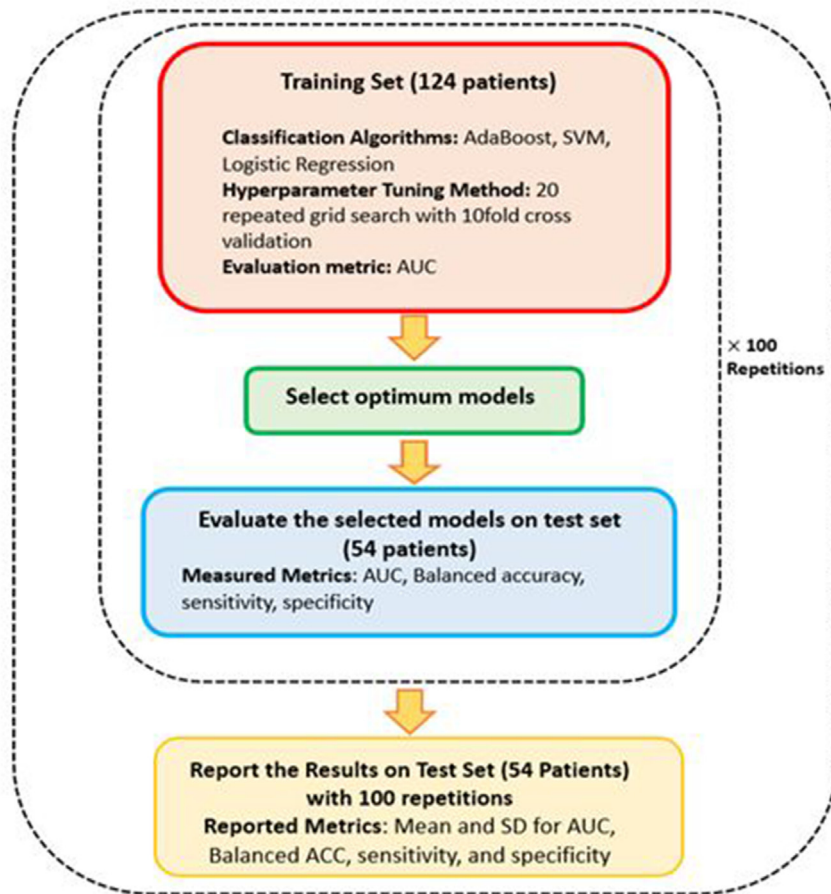 Training Set (124 patients)
Classification Algorithms: AdaBoost, SVM,
Logistic Regression
Hyperparameter Tuning Method: 20
repeated grid search with 10fold cross
validation
Evaluation metric: AUC
× 100
Repetitions
Select optimum models
Evaluate the selected models on test set
(54 patients)
Measured Metrics: AUC, Balanced accuracy,
sensitivity, specificity
Report the Results on Test Set (54 Patients)
with 100 repetitions
Reported Metrics: Mean and SD for AUC,
Balanced ACC, sensitivity, and specificity